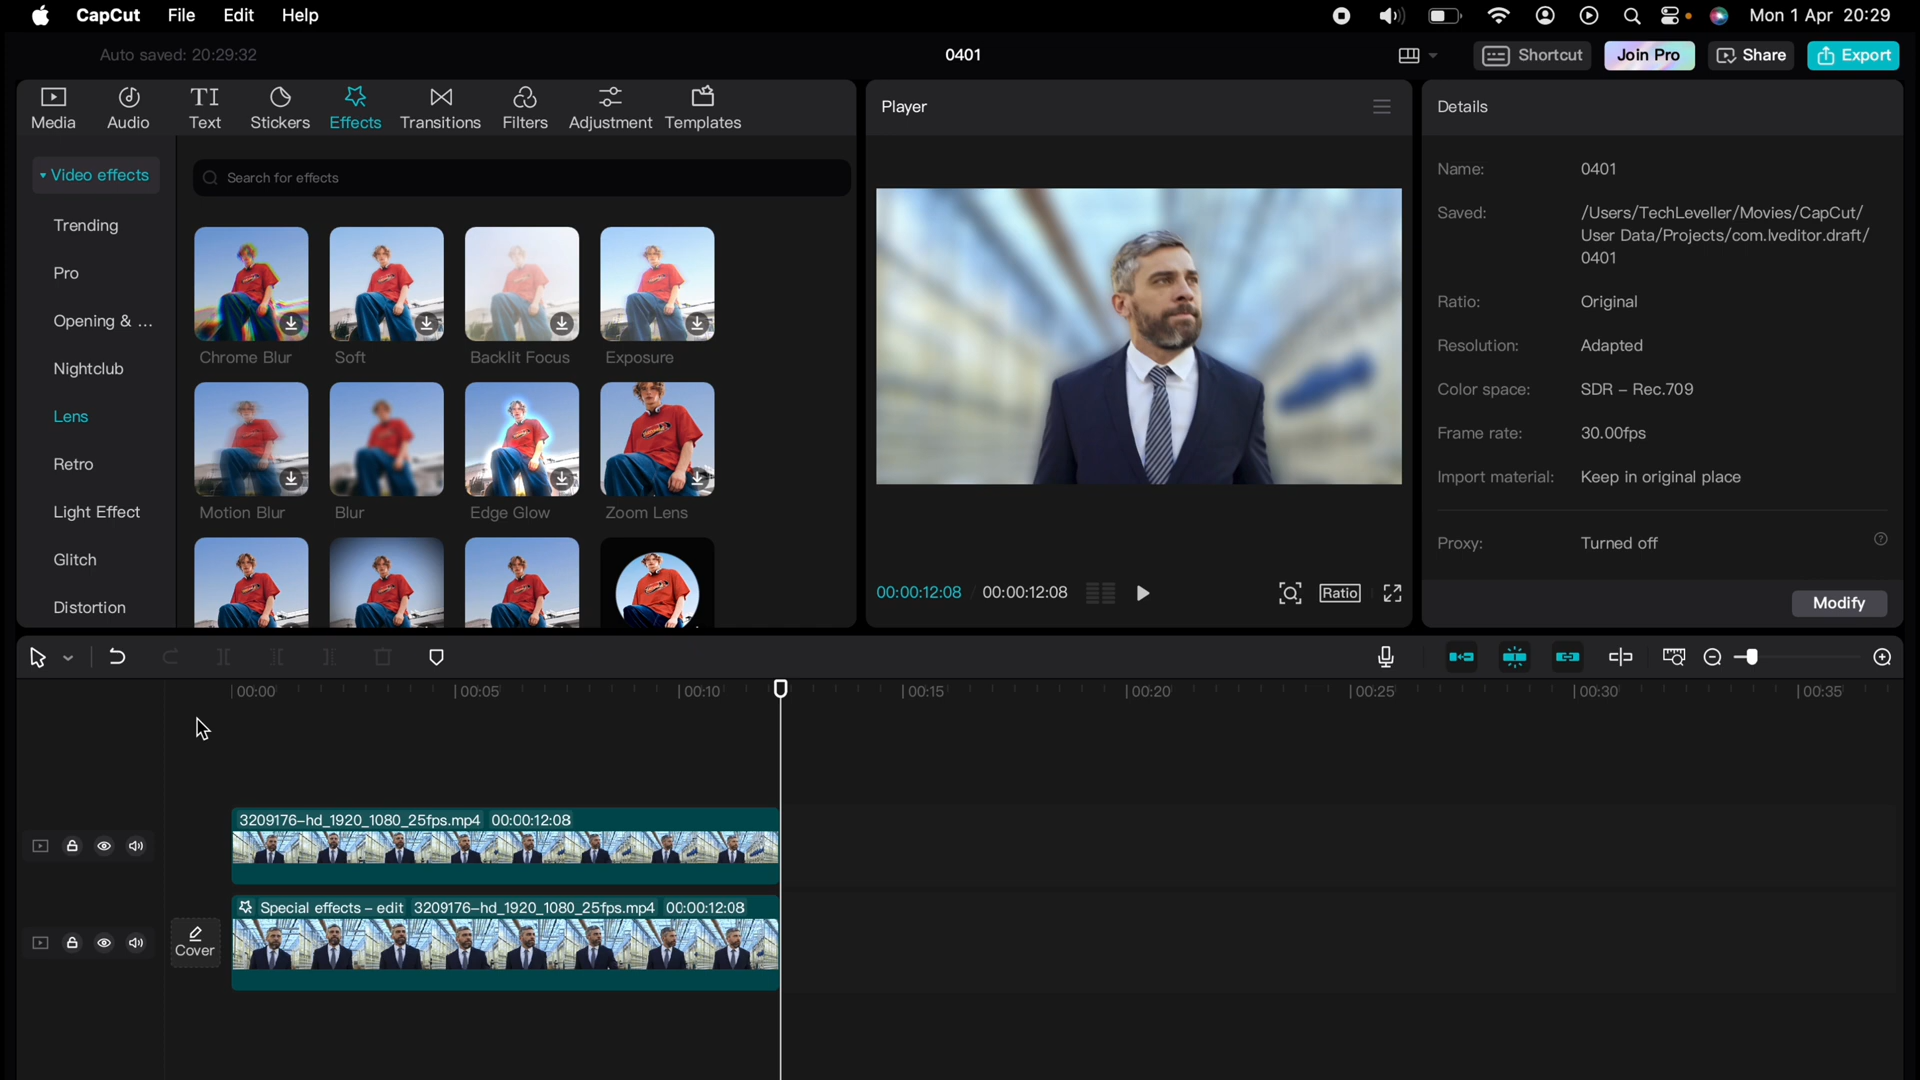 CapCut File Edit Help Mon 1 Apr 20:29
Auto saved: 20:29:32 0401 Shortcut Join Pro Share Export
Media Audio Text Stickers Effects Transitions Filters Adjustment Templates
Video effects
Trending
Pro
Opening & ...
Nightclub
Lens
Retro
Light Effect
Glitch
Distortion
Search for effects
Chrome Blur Soft Backlit Focus Exposure
Motion Blur Blur Edge Glow Zoom Lens
Player
00:00:12:08 / 00:00:12:08 Ratio
Details
Name: 0401
Saved: /Users/TechLeveller/Movies/CapCut/
User Data/Projects/com.lveditor.draft/
0401
Ratio: Original
Resolution: Adapted
Color space: SDR – Rec.709
Frame rate: 30.00fps
Import material: Keep in original place
Proxy: Turned off
Modify
00:00 00:05 00:10 00:15 00:20 00:25 00:30 00:35
3209176-hd_1920_1080_25fps.mp4 00:00:12:08
Special effects – edit 3209176-hd_1920_1080_25fps.mp4 00:00:12:08
Cover